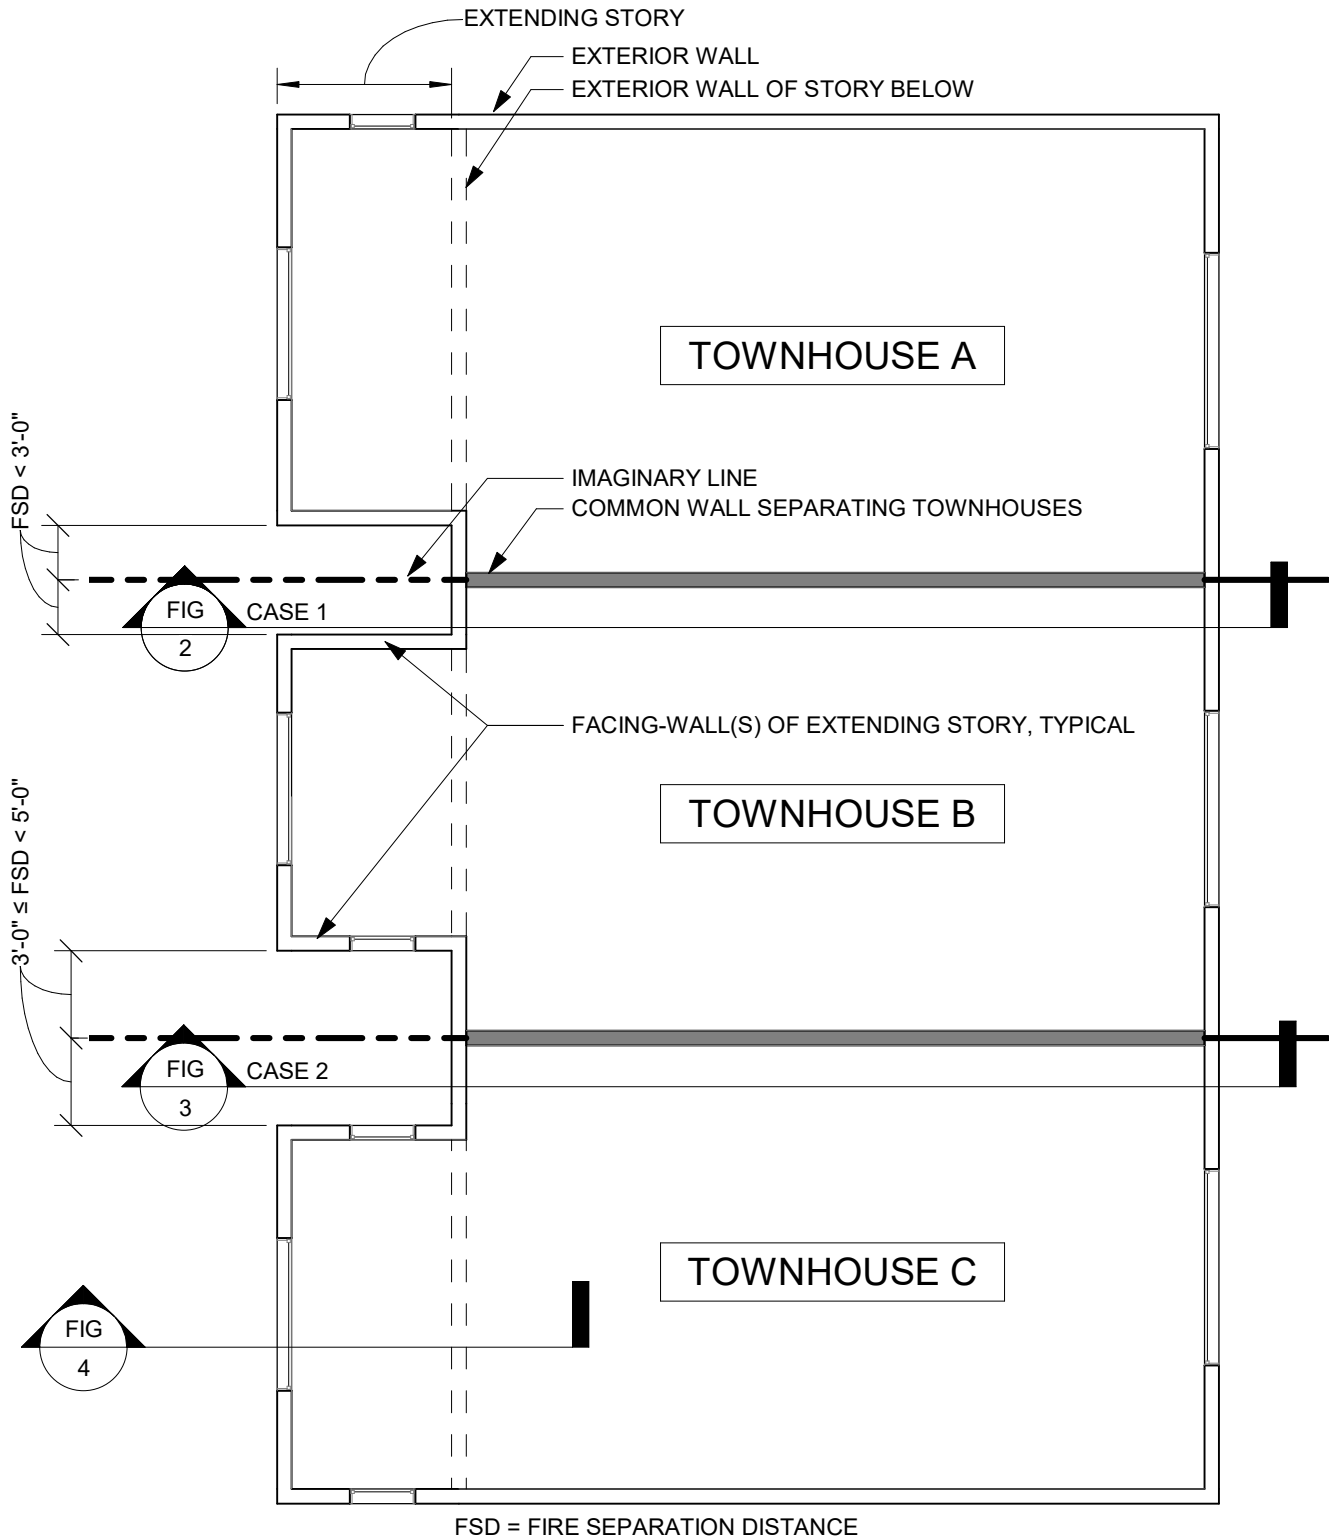 EXTENDING STORY
EXTERIOR WALL
EXTERIOR WALL OF STORY BELOW
TOWNHOUSE A
FSD < 3'-0"
IMAGINARY LINE
COMMON WALL SEPARATING TOWNHOUSES
FIG
2
CASE 1
FACING-WALL(S) OF EXTENDING STORY, TYPICAL
TOWNHOUSE B
3'-0" ≤ FSD < 5'-0"
FIG
3
CASE 2
TOWNHOUSE C
FIG
4
FSD = FIRE SEPARATION DISTANCE